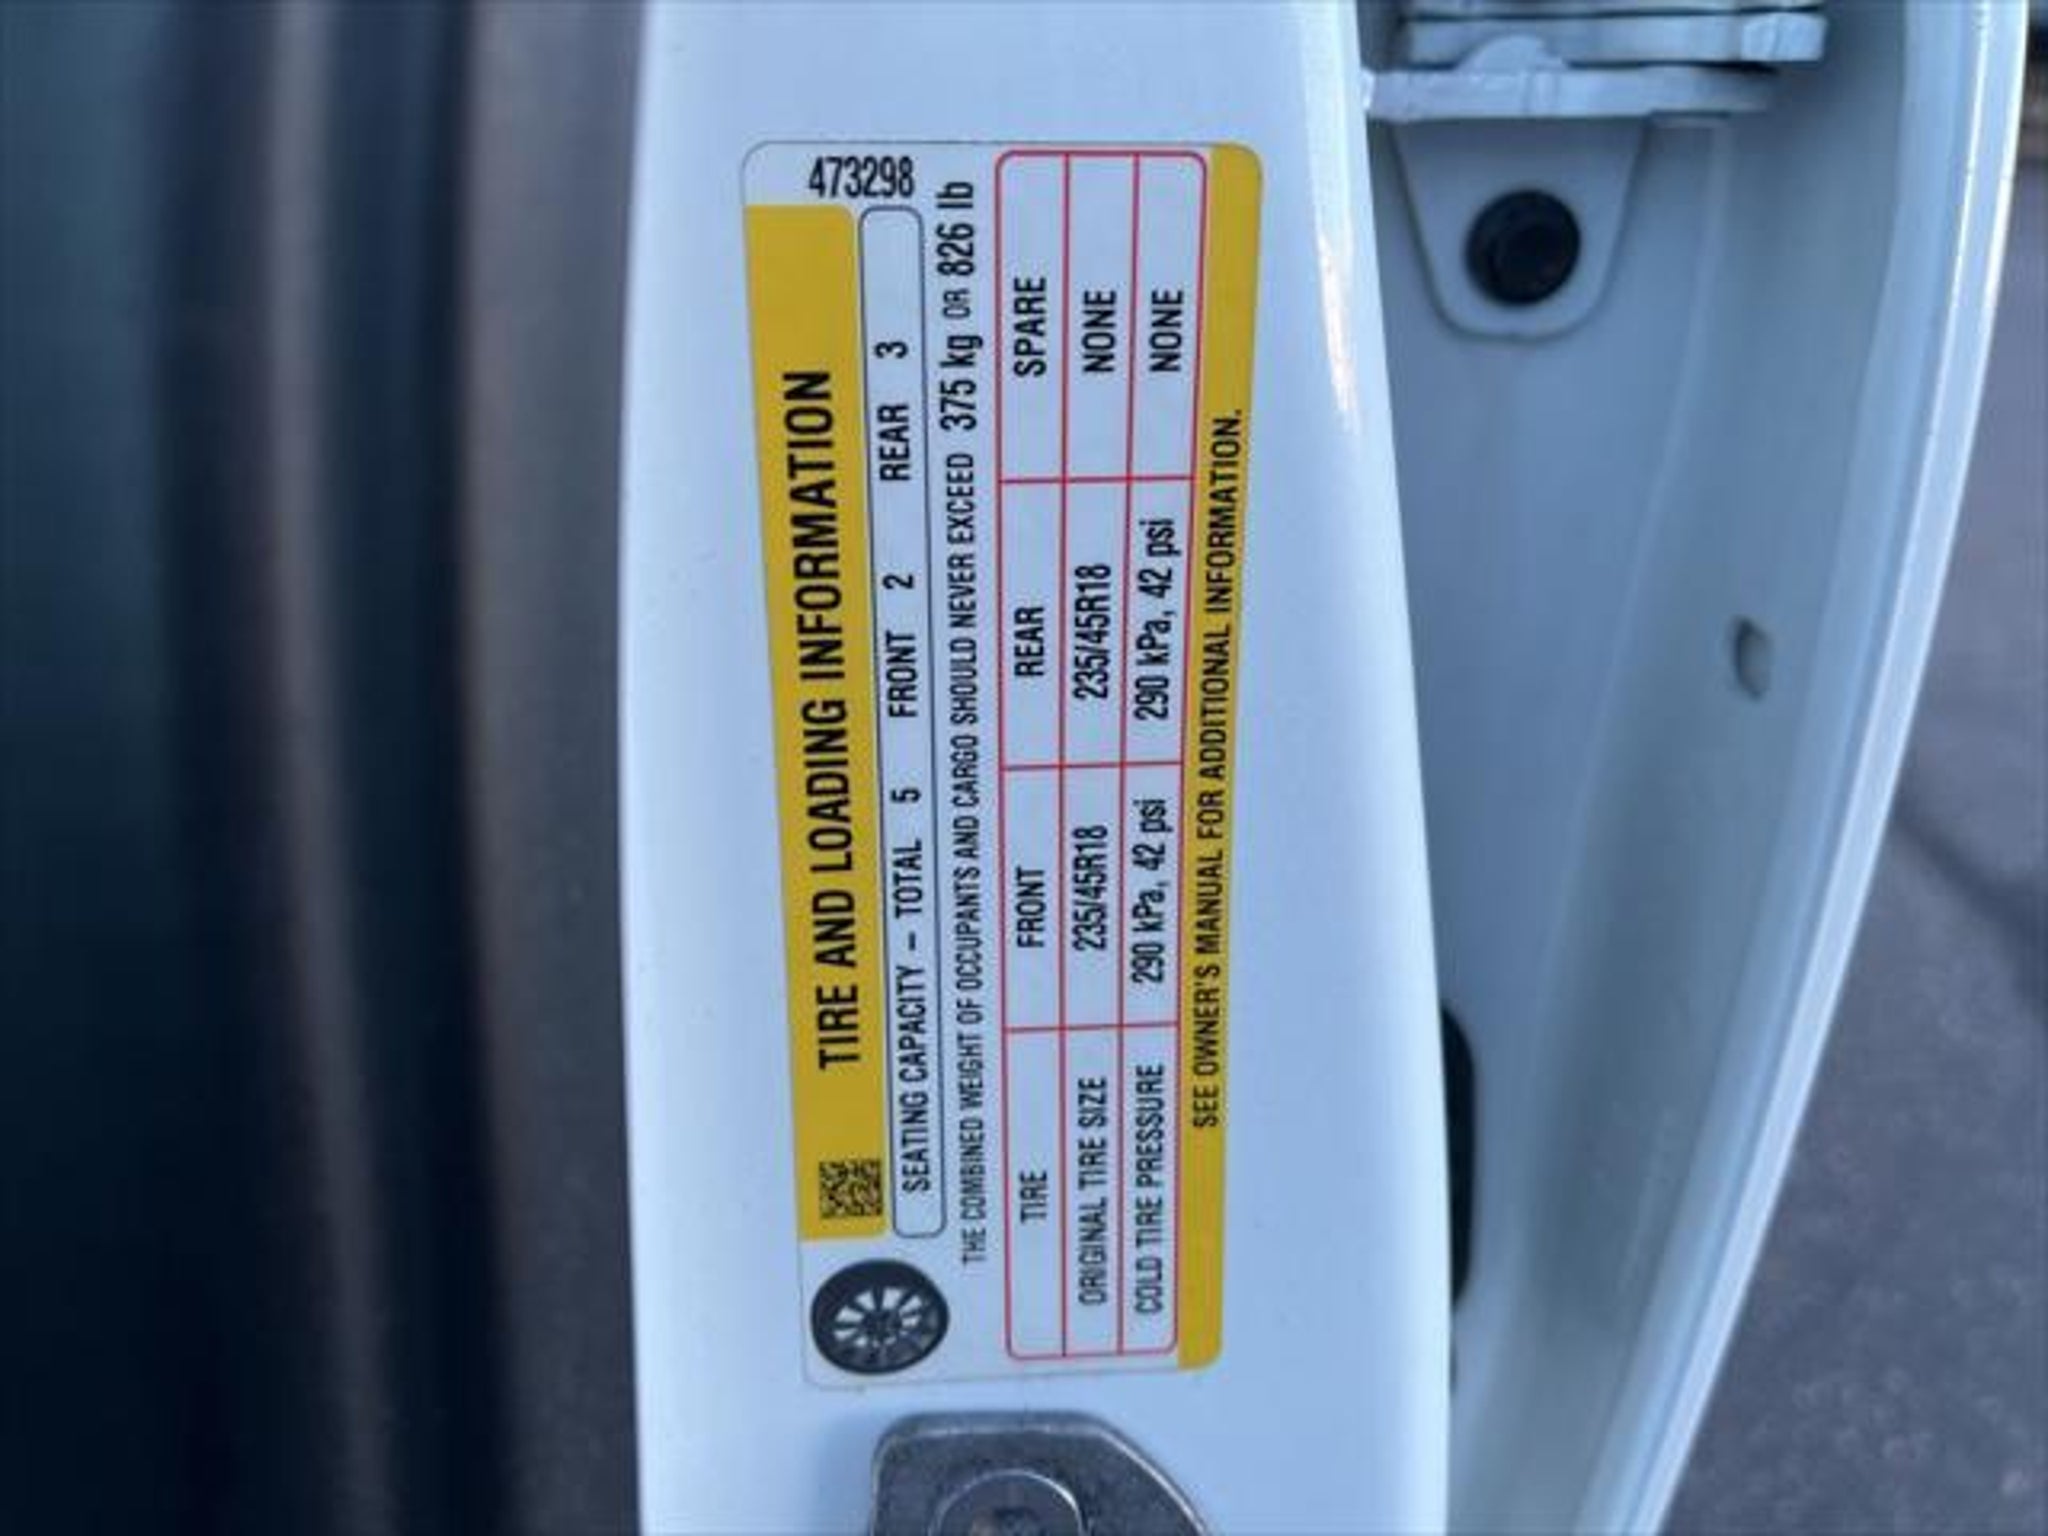 473298
TIRE AND LOADING INFORMATION
SEATING CAPACITY – TOTAL 5 FRONT 2 REAR 3
THE COMBINED WEIGHT OF OCCUPANTS AND CARGO SHOULD NEVER EXCEED 375 kg OR 826 lb
TIRE FRONT REAR SPARE
ORIGINAL TIRE SIZE 235/45R18 235/45R18 NONE
COLD TIRE PRESSURE 290 kPa, 42 psi 290 kPa, 42 psi NONE
SEE OWNER'S MANUAL FOR ADDITIONAL INFORMATION.